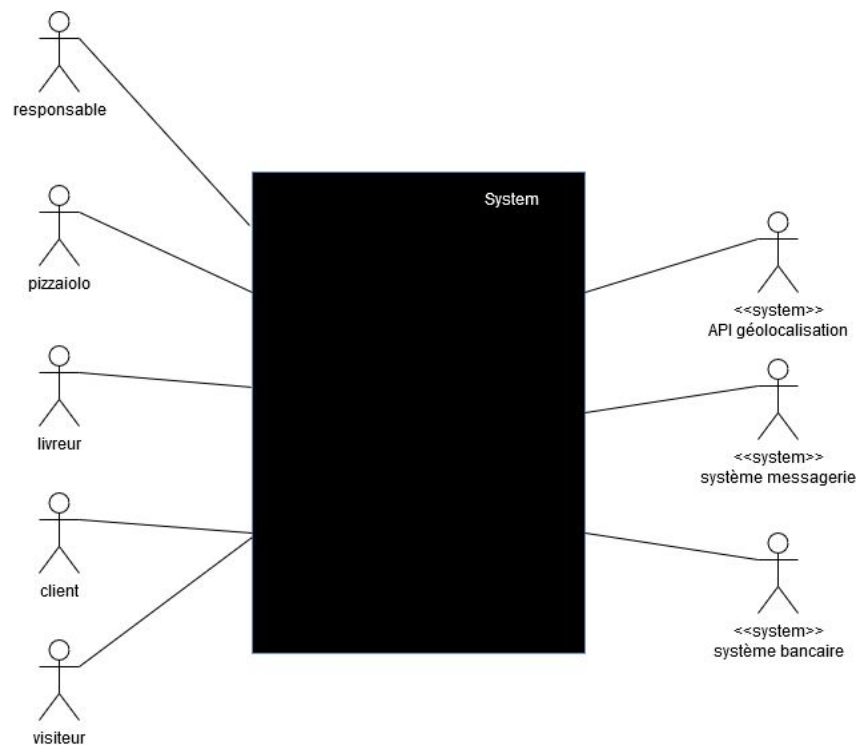 responsable
pizzaiolo
livreur
client
visiteur
System
<<system>>
API géolocalisation
<<system>>
système messagerie
<<system>>
système bancaire